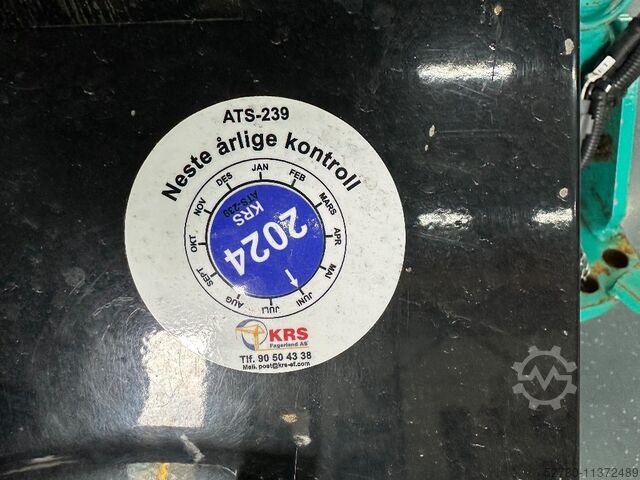 ATS-239
Neste årlige kontroll
JAN
FEB
MARS
APR
MAI
JUNI
JULI
AUG
SEPT
OKT
NOV
DES
2024
KRS
ATS-239
KRS
Fagerland AS
Tlf. 90 50 43 38
Mail. post@krs-ef.com
52780-11372489